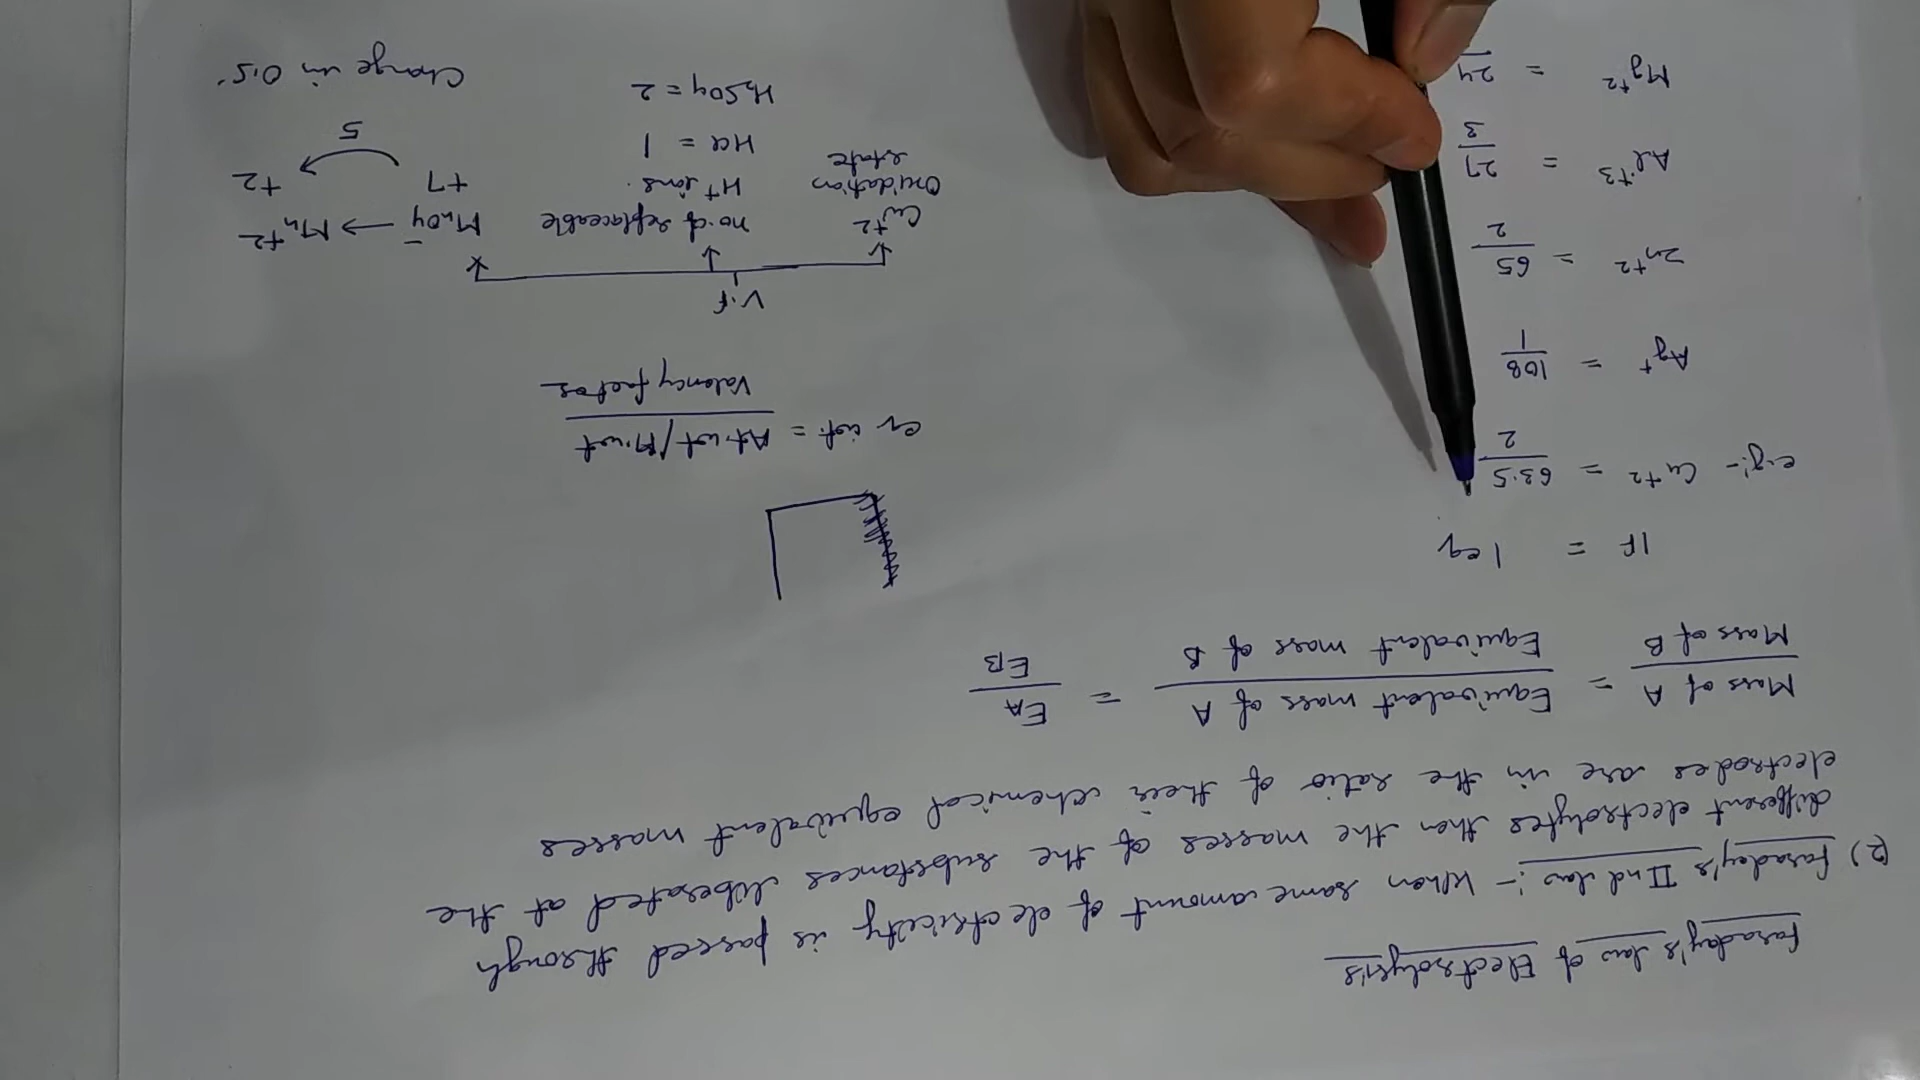 Faraday's law of Electrolysis
(2) Faraday's IInd law :- When same amount of electricity is passed through
different electrolytes then the masses of the substances liberated at the
electrodes are in the ratio of their chemical equivalent masses
Mass of A / Mass of B = Equivalent mass of A / Equivalent mass of B = EA / EB
1F = 1 eq
e.g:- Cu+2 = 63.5 / 2
Ag+ = 108 / 1
Zn+2 = 65 / 2
Al+3 = 27 / 3
Mg+2 = 24
eq wt. = At.wt / M.wt / Valency factor
V.f
Cu+2
Oxidation
state
no. of replaceable
H+ ions.
HCl = 1
H2SO4 = 2
MnO4- → Mn+2
+7 +2
5
Change in O.S.